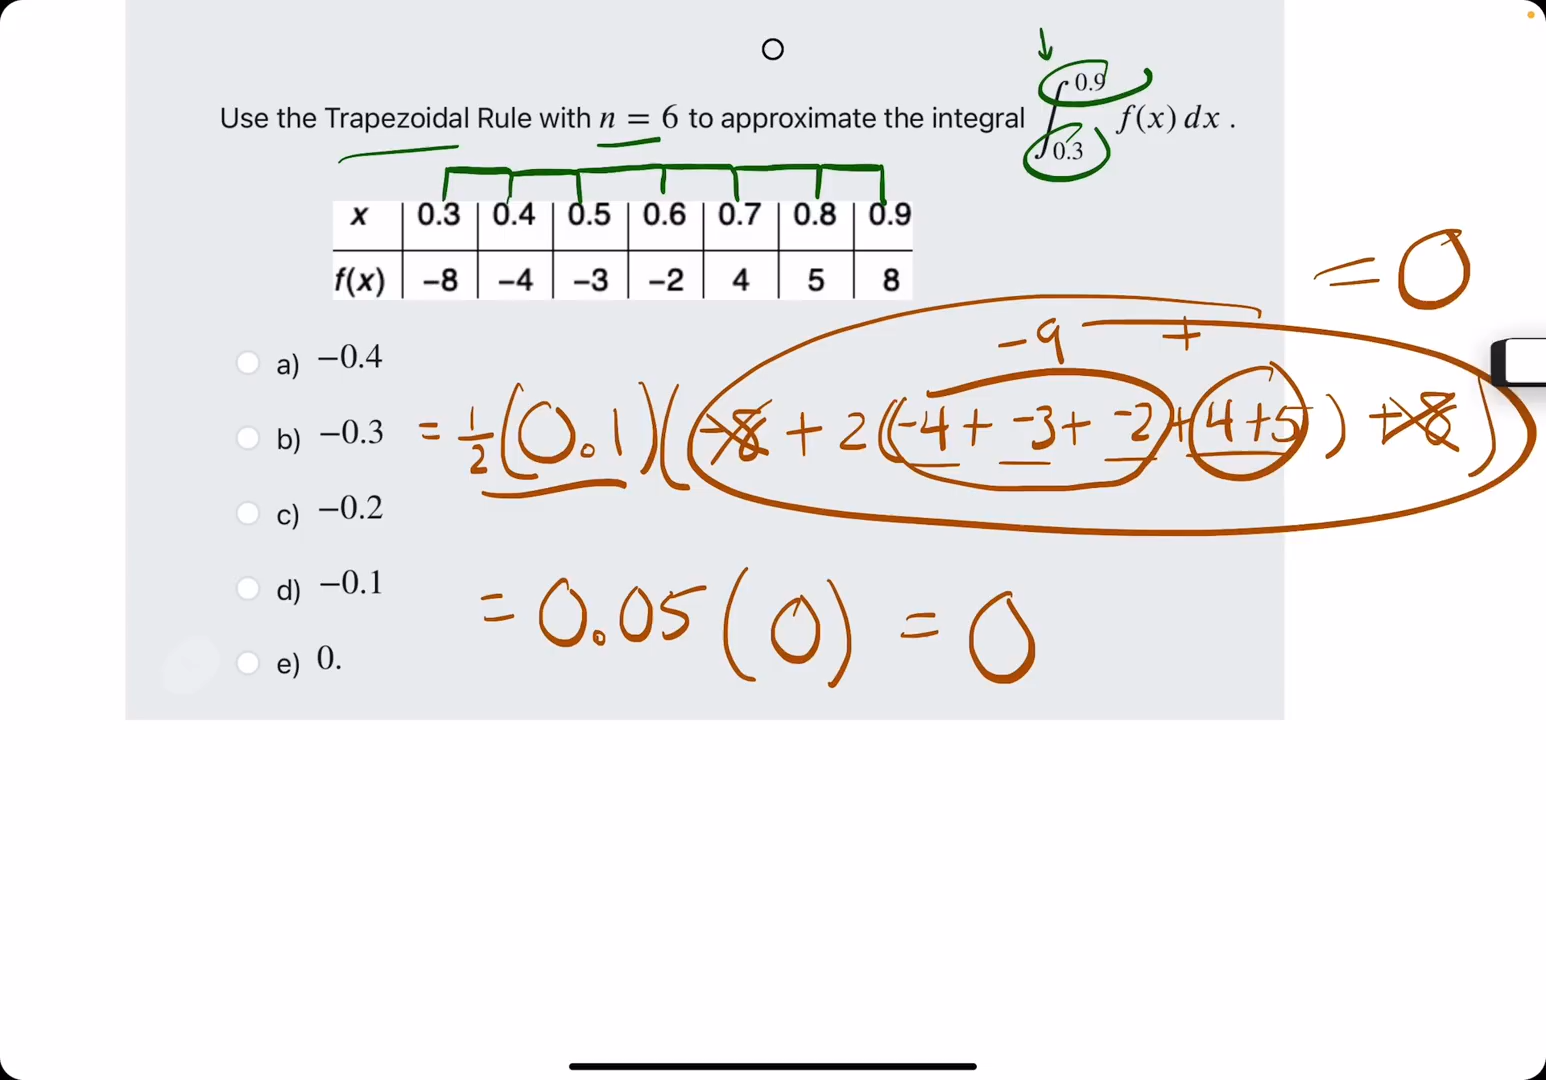 Use the Trapezoidal Rule with n = 6 to approximate the integral ∫_{0.3}^{0.9} f(x) dx .
x | 0.3 | 0.4 | 0.5 | 0.6 | 0.7 | 0.8 | 0.9
f(x) | −8 | −4 | −3 | −2 | 4 | 5 | 8
= 0
-9 +
a) −0.4
= 1/2 (0.1)(-8 + 2((-4 + -3 + -2) + (4+5)) + 8)
b) −0.3
c) −0.2
d) −0.1
= 0.05 (0) = 0
e) 0.